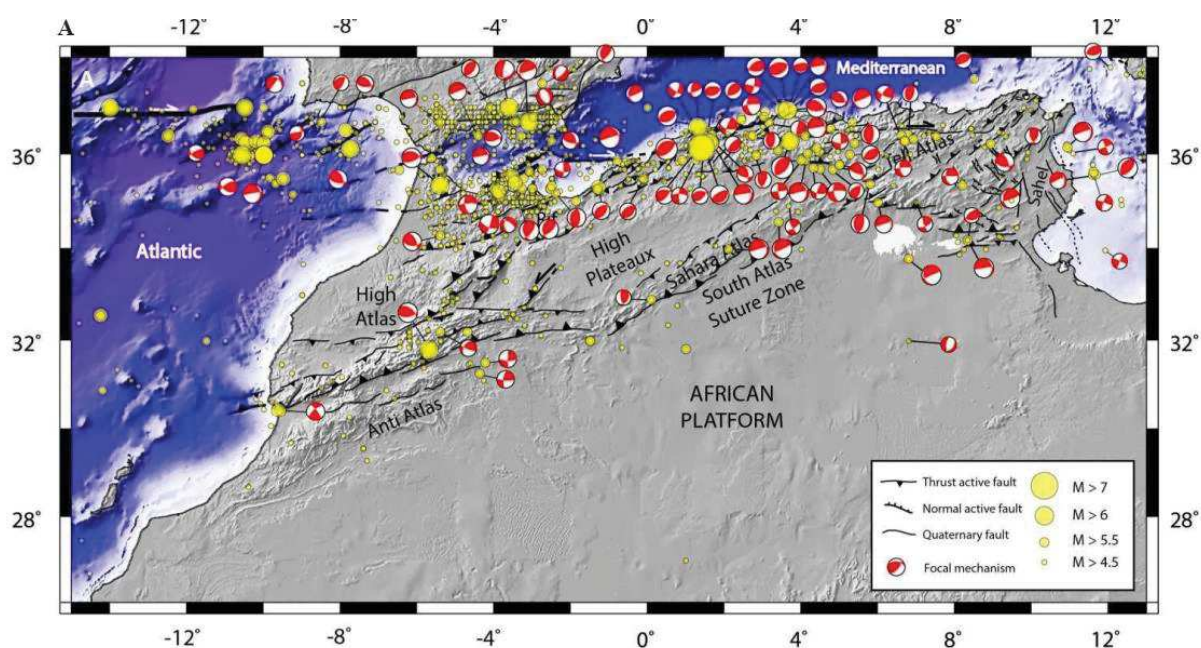 A
-12° -8° -4° 0° 4° 8° 12°
A
Mediterranean
36°
36°
Tell Atlas
Sahel
Rif
Atlantic
High
Plateaux
Sahara Atlas
South Atlas
Suture Zone
High
Atlas
32°
32°
AFRICAN
PLATFORM
Anti Atlas
28°
28°
Thrust active fault
Normal active fault
Quaternary fault
Focal mechanism
M > 7
M > 6
M > 5.5
M > 4.5
-12° -8° -4° 0° 4° 8° 12°